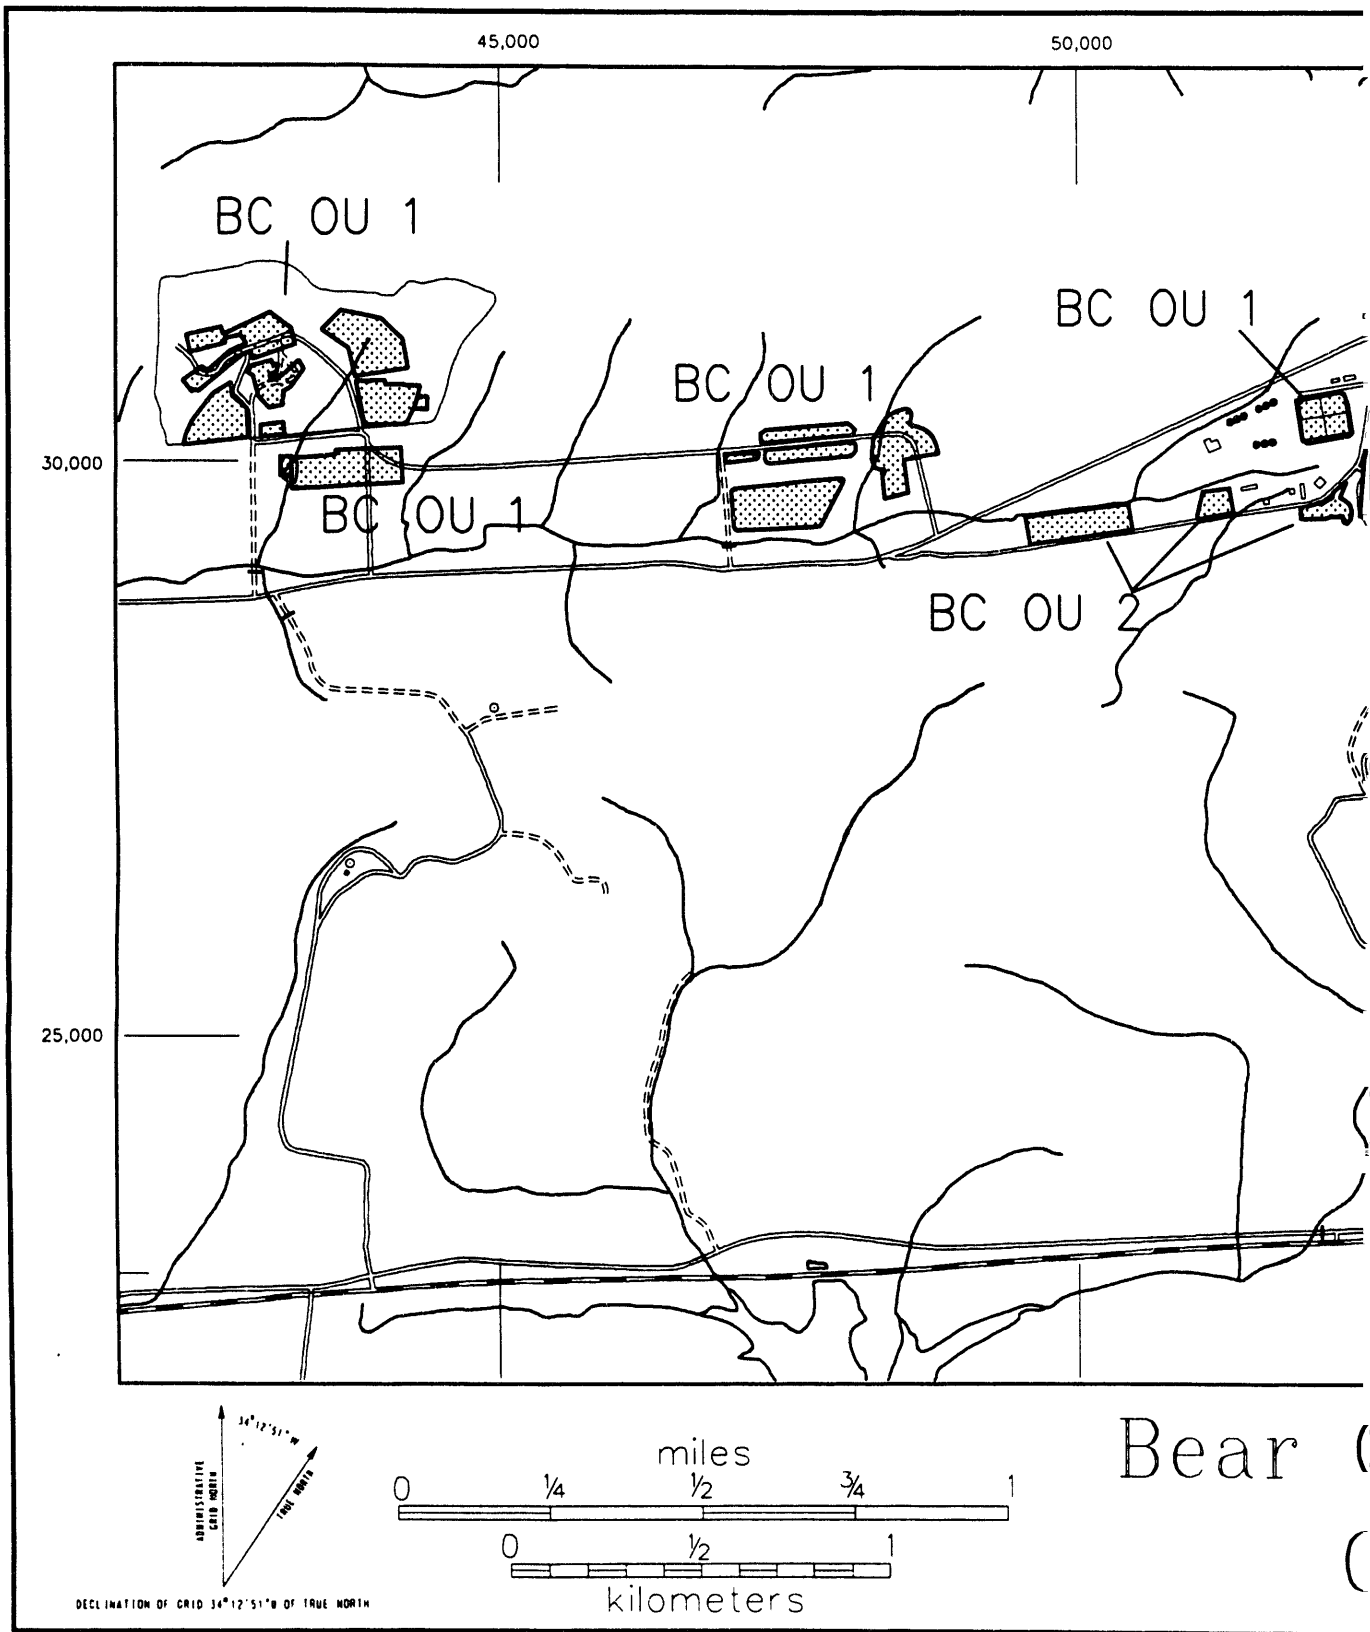 45,000 50,000
BC OU 1
BC OU 1
BC OU 1
30,000
BC OU 1
BC OU 2
25,000
34°12'51" W
ADMINISTRATIVE
GRID NORTH
TRUE NORTH
miles
0 1/4 1/2 3/4 1
0 1/2 1
kilometers
DECLINATION OF GRID 34°12'51"W OF TRUE NORTH
Bear